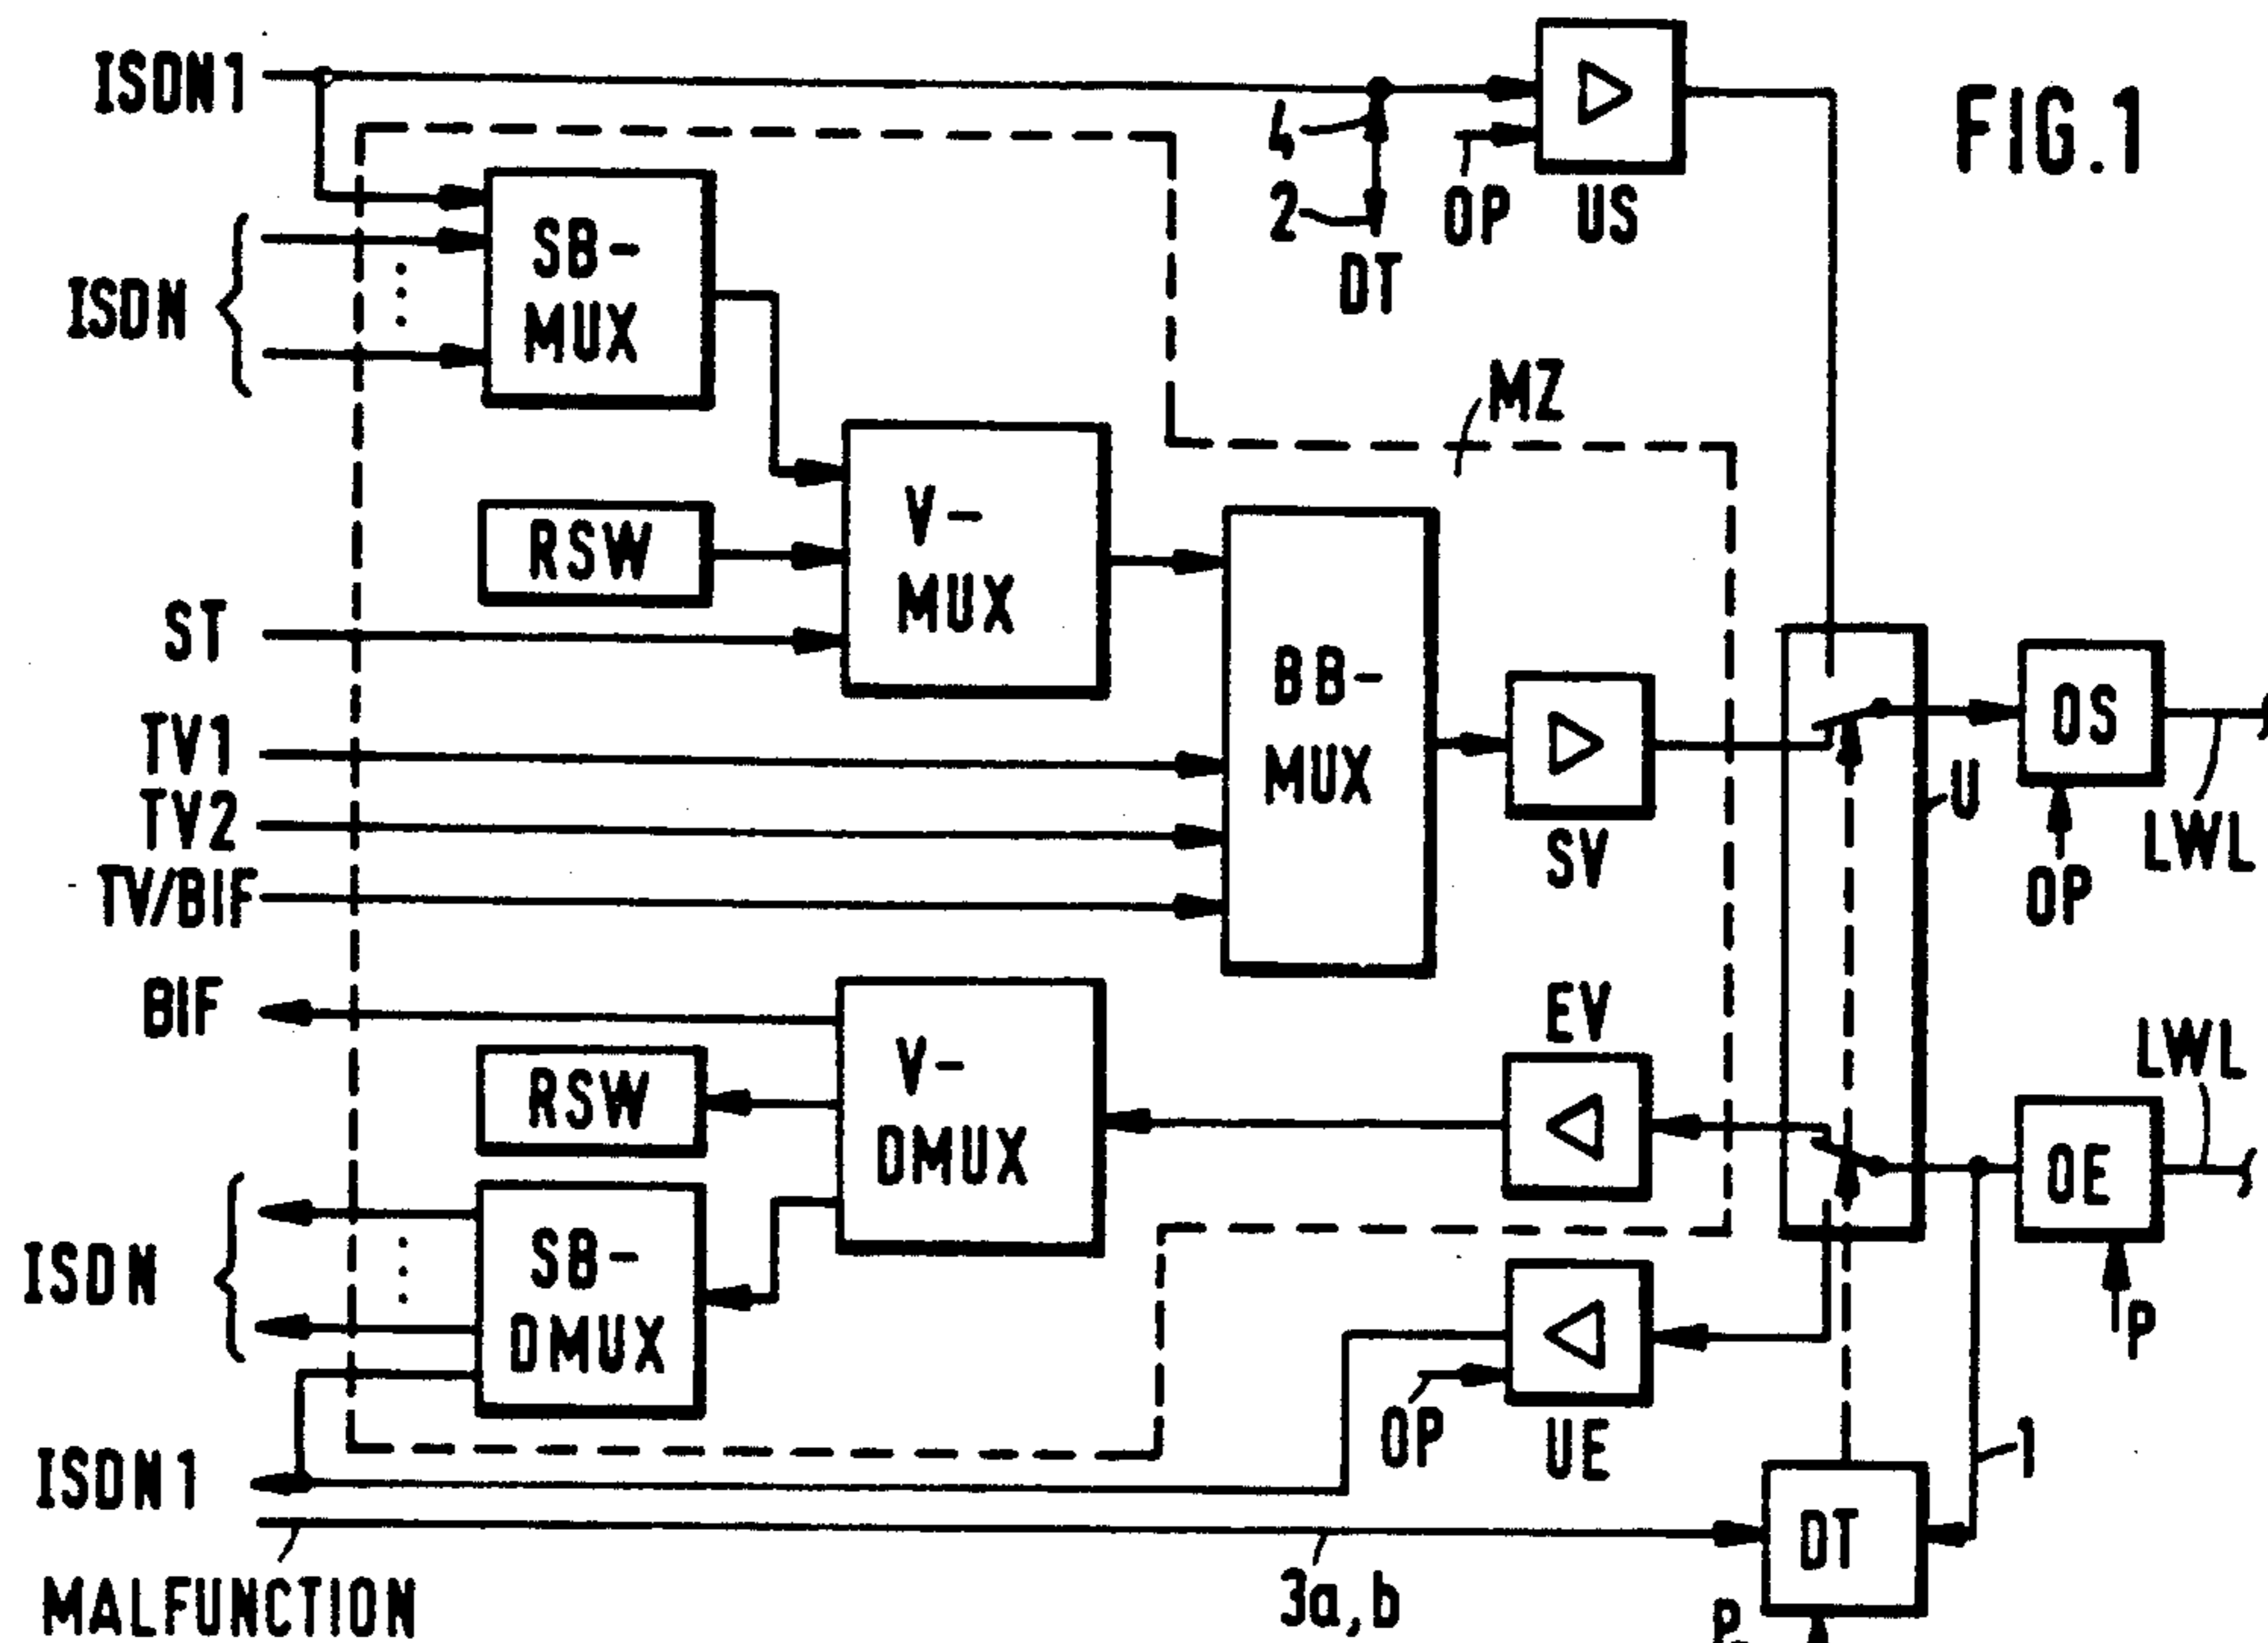 ISDN1
FIG.1
4
2
DT
OP
US
ISDN
SB-
MUX
MZ
RSW
V-
MUX
ST
BB-
MUX
TV1
TV2
TV/BIF
SV
U
OS
OP
LWL
BIF
EV
RSW
V-
DMUX
LWL
OE
P
ISDN
SB-
DMUX
OP
UE
1
ISDN1
DT
MALFUNCTION
3a,b
P